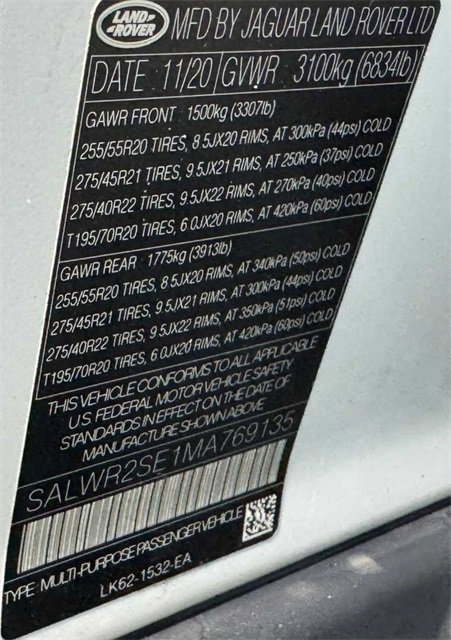 LAND ROVER MFD BY JAGUAR LAND ROVER LTD
DATE 11/20 GVWR 3100kg (6834lb)
GAWR FRONT 1500kg (3307lb)
255/55R20 TIRES, 8.5JX20 RIMS, AT 300kPa (44psi) COLD
275/45R21 TIRES, 9.5JX21 RIMS, AT 250kPa (37psi) COLD
275/40R22 TIRES, 9.5JX22 RIMS, AT 270kPa (40psi) COLD
T195/70R20 TIRES, 6.0JX20 RIMS, AT 420kPa (60psi) COLD
GAWR REAR 1775kg (3913lb)
255/55R20 TIRES, 8.5JX20 RIMS, AT 340kPa (50psi) COLD
275/45R21 TIRES, 9.5JX21 RIMS, AT 300kPa (44psi) COLD
275/40R22 TIRES, 9.5JX22 RIMS, AT 350kPa (51psi) COLD
T195/70R20 TIRES, 6.0JX20 RIMS, AT 420kPa (60psi) COLD
THIS VEHICLE CONFORMS TO ALL APPLICABLE
U.S. FEDERAL MOTOR VEHICLE SAFETY
STANDARDS IN EFFECT ON THE DATE OF
MANUFACTURE SHOWN ABOVE
SALWR2SE1MA769135
TYPE: MULTI-PURPOSE PASSENGER VEHICLE
LK62-1532-EA